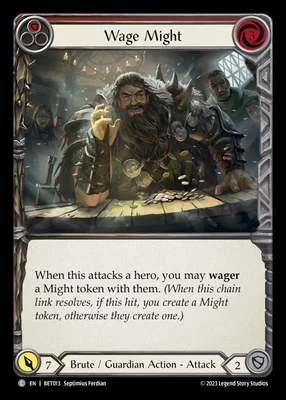 Wage Might
3
When this attacks a hero, you may wager
a Might token with them. (When this chain
link resolves, if this hit, you create a Might
token, otherwise they create one.)
7 Brute / Guardian Action - Attack 2
C EN | BET013 Septimius Ferdian © 2023 Legend Story Studios